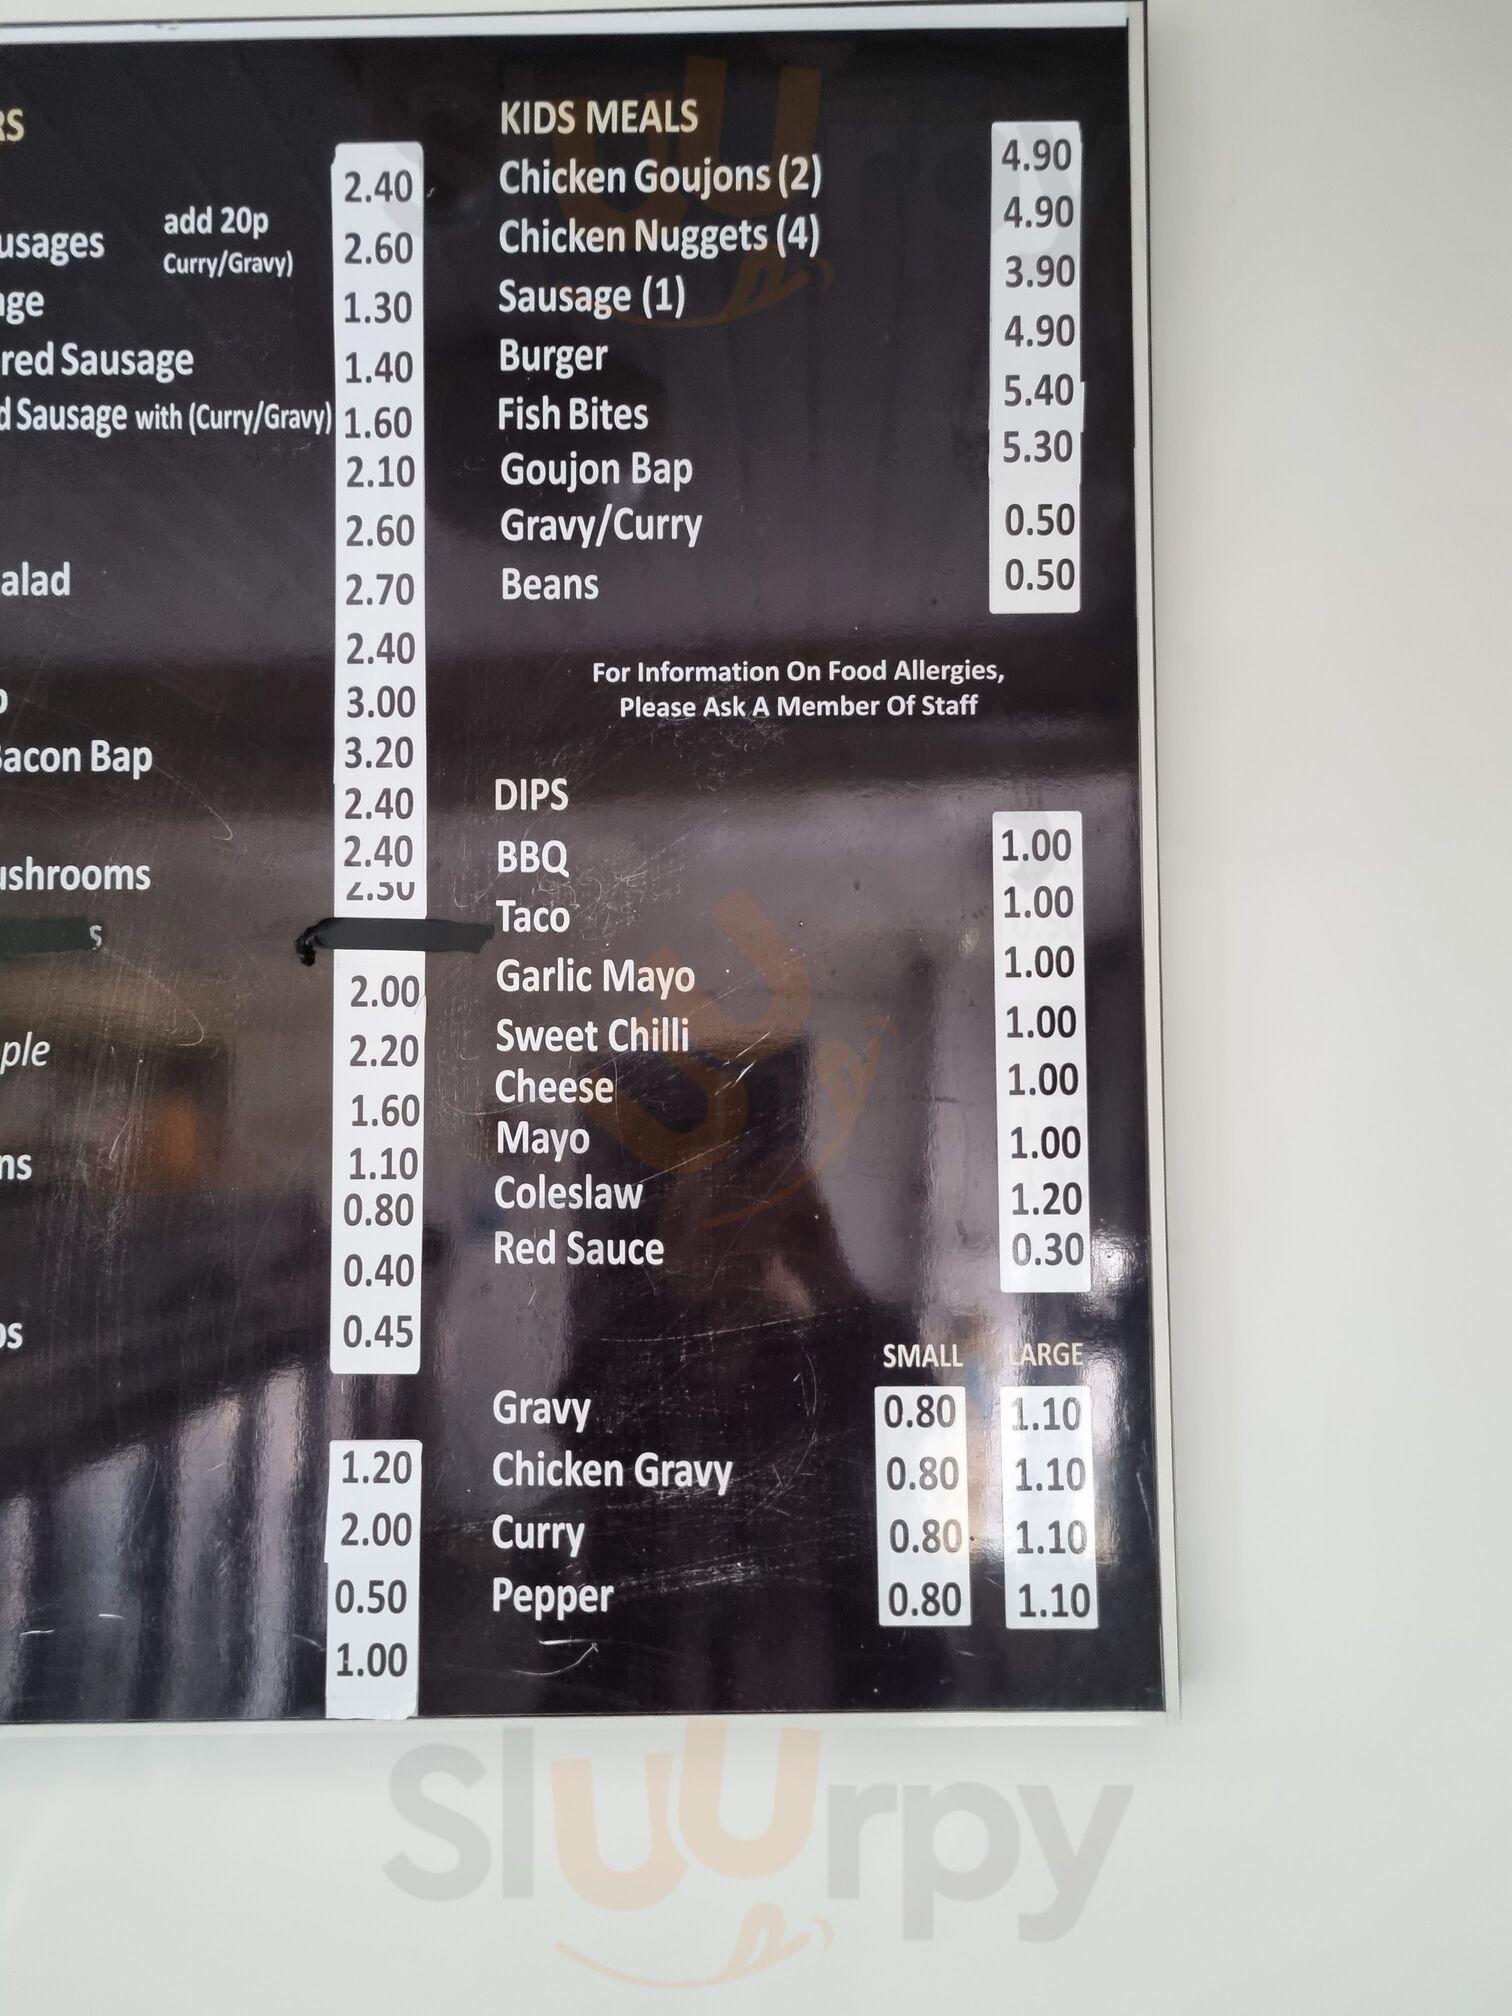 add 20p
Curry/Gravy)
red Sausage
Sausage with (Curry/Gravy)
Bap
2.40
2.60
1.30
1.40
1.60
2.10
2.60
2.70
2.40
3.00
3.20
2.40
2.40
2.00
2.20
1.60
1.10
0.80
0.40
0.45
1.20
2.00
0.50
1.00
KIDS MEALS
Chicken Goujons (2) 4.90
Chicken Nuggets (4) 4.90
Sausage (1) 3.90
Burger 4.90
Fish Bites 5.40
Goujon Bap 5.30
Gravy/Curry 0.50
Beans 0.50
For Information On Food Allergies,
Please Ask A Member Of Staff
DIPS
BBQ 1.00
Taco 1.00
Garlic Mayo 1.00
Sweet Chilli 1.00
Cheese 1.00
Mayo 1.00
Coleslaw 1.20
Red Sauce 0.30
SMALL LARGE
Gravy 0.80 1.10
Chicken Gravy 0.80 1.10
Curry 0.80 1.10
Pepper 0.80 1.10
Sluurpy